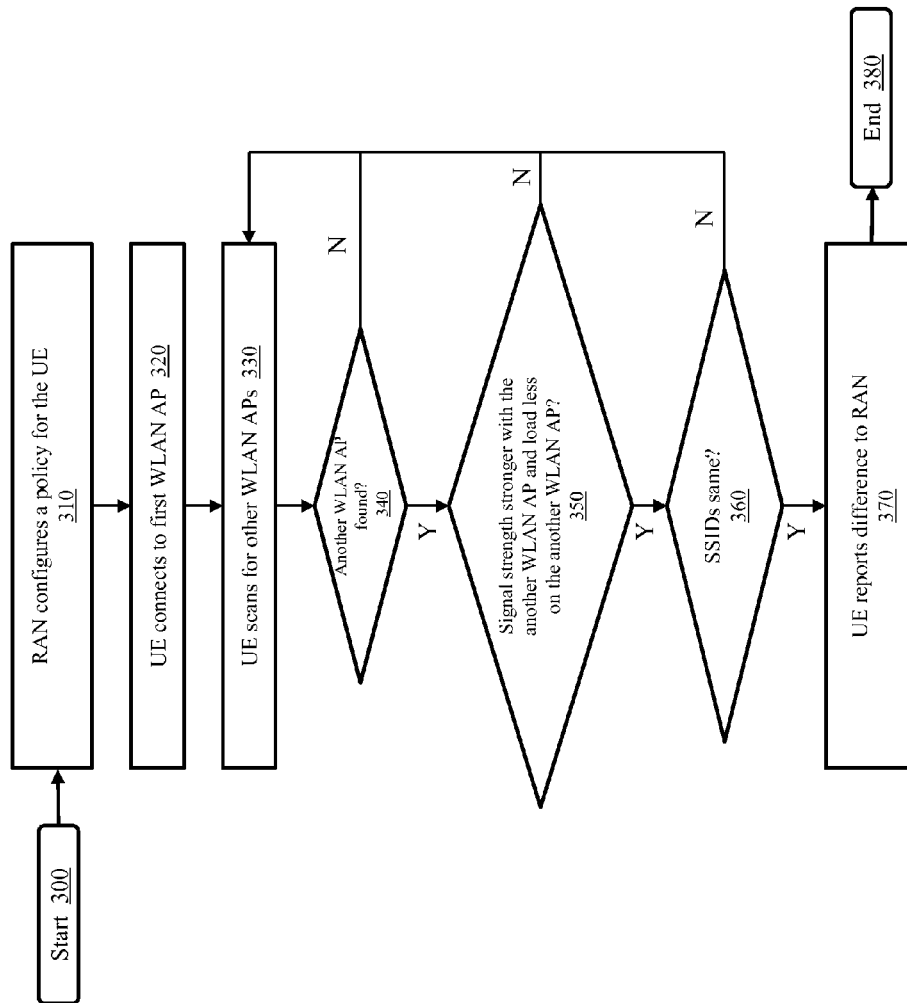 Start 300
RAN configures a policy for the UE
310
UE connects to first WLAN AP 320
UE scans for other WLAN APs 330
Another WLAN AP
found?
340
N
Y
Signal strength stronger with the
another WLAN AP and load less
on the another WLAN AP?
350
N
Y
SSIDs same?
360
N
Y
UE reports difference to RAN
370
End 380